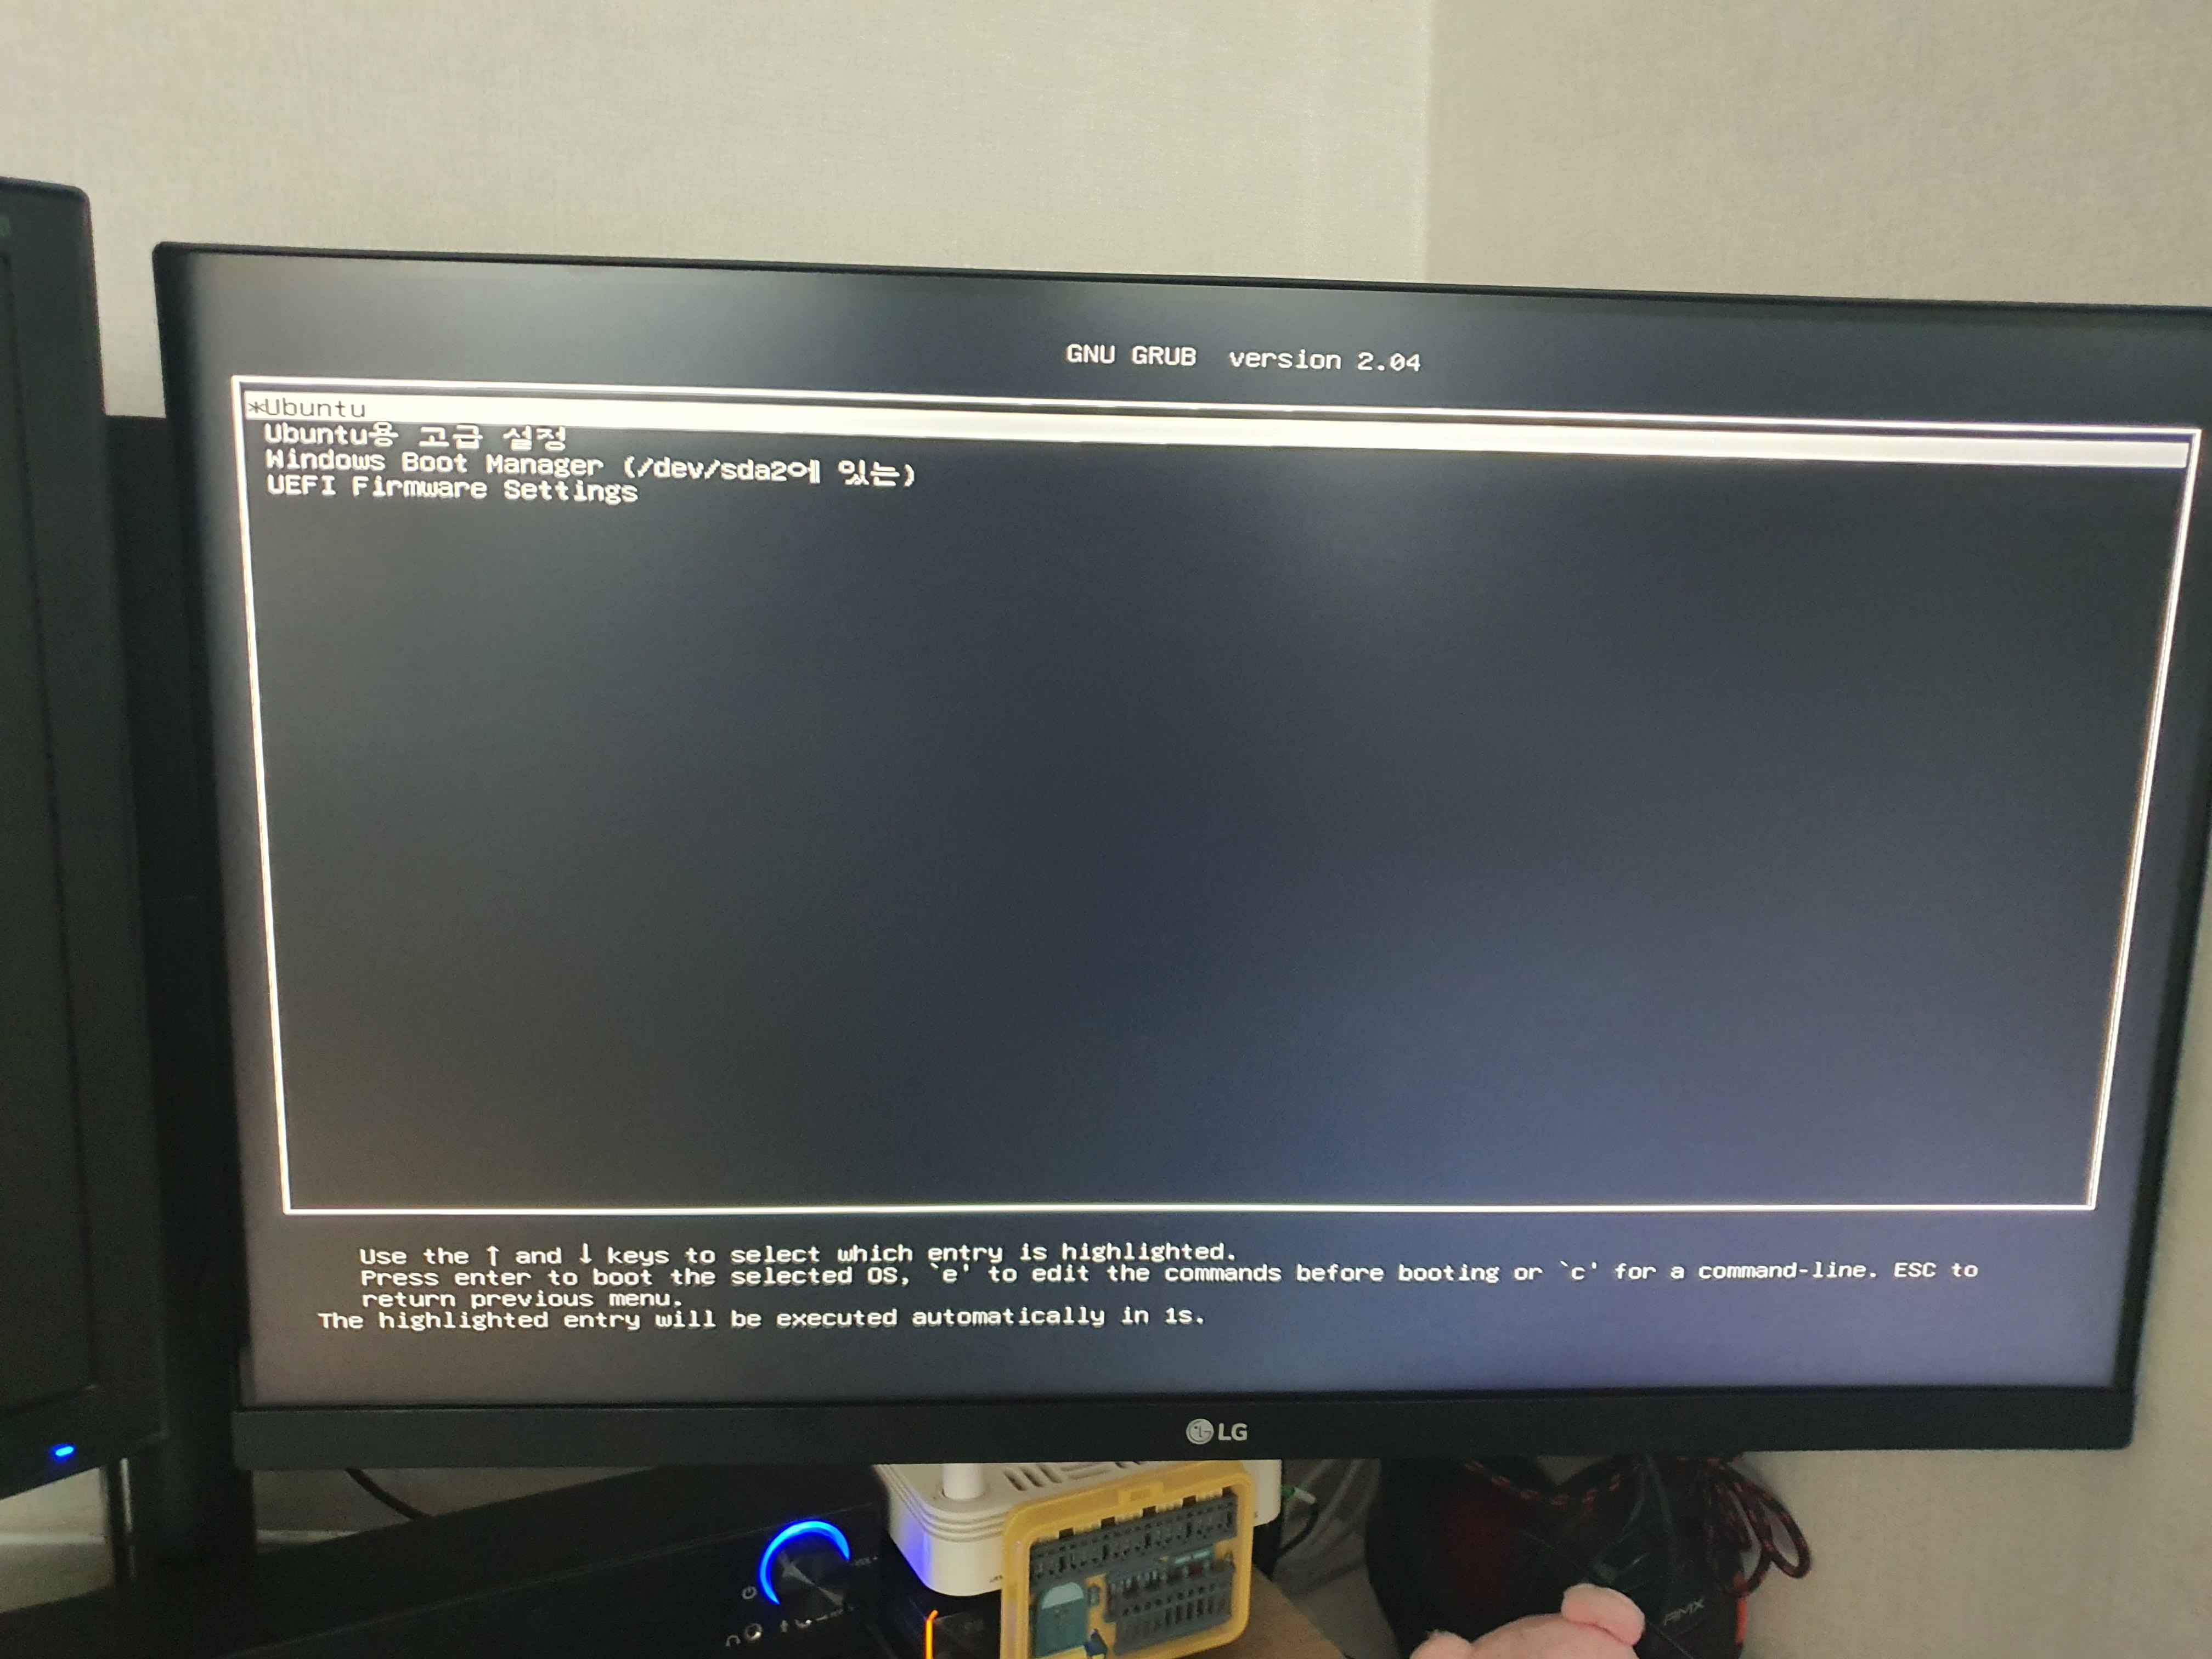 GNU GRUB version 2.04
*Ubuntu
Ubuntu용 고급 설정
Windows Boot Manager (/dev/sda2에 있는)
UEFI Firmware Settings
Use the ↑ and ↓ keys to select which entry is highlighted.
Press enter to boot the selected OS, `e' to edit the commands before booting or `c' for a command-line. ESC to
return previous menu.
The highlighted entry will be executed automatically in 1s.
LG